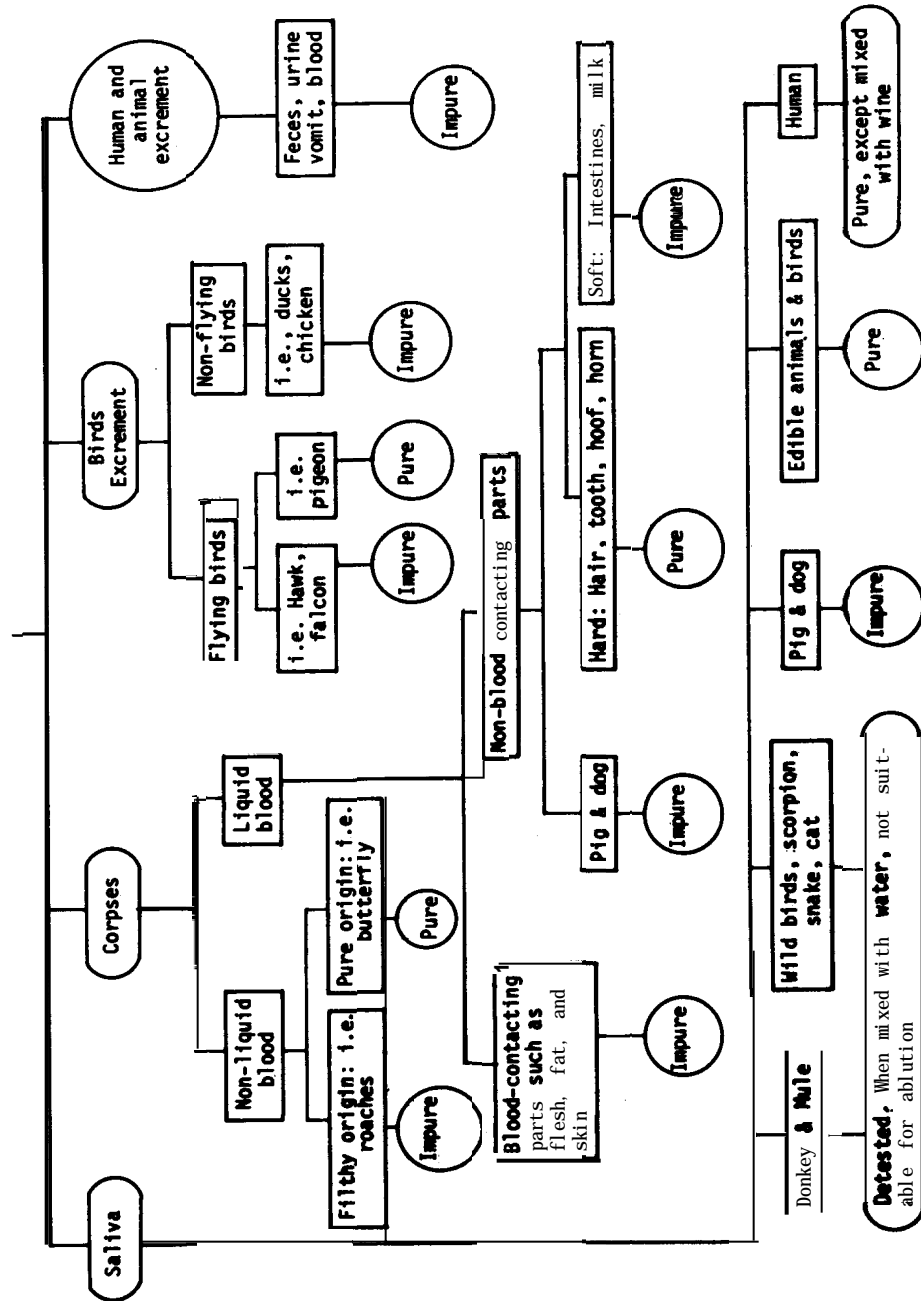 Saliva
Corpses
Birds
Excrement
Human and
animal
excrement
Non-liquid
blood
Liquid
blood
Flying birds
Non-flying
birds
Feces, urine
vomit, blood
Filthy origin: i.e.
roaches
Pure origin: i.e.
butterfly
i.e. Hawk,
falcon
i.e.
pigeon
i.e., ducks,
chicken
Impure
Impure
Pure
Impure
Pure
Impure
Blood-contacting
parts such as
flesh, fat, and
skin
Non-blood contacting parts
Impure
Pig & dog
Hard: Hair. tooth, hoof, horn
Soft: Intestines, milk
Impure
Pure
Impure
Donkey & Mule
Wild birds, scorpion,
snake, cat
Pig & dog
Edible animals & birds
Human
Detested. When mixed with water, not suit-
able for ablution
Impure
Pure
Pure, except mixed
with wine